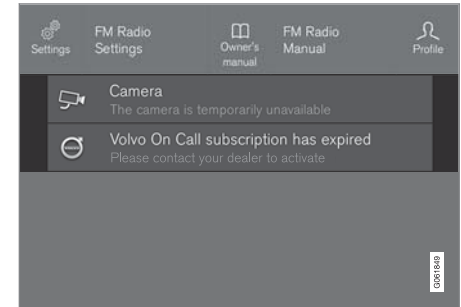 Settings
FM Radio
Settings
Owner's
manual
FM Radio
Manual
Profile
Camera
The camera is temporarily unavailable
Volvo On Call subscription has expired
Please contact your dealer to activate
G061849